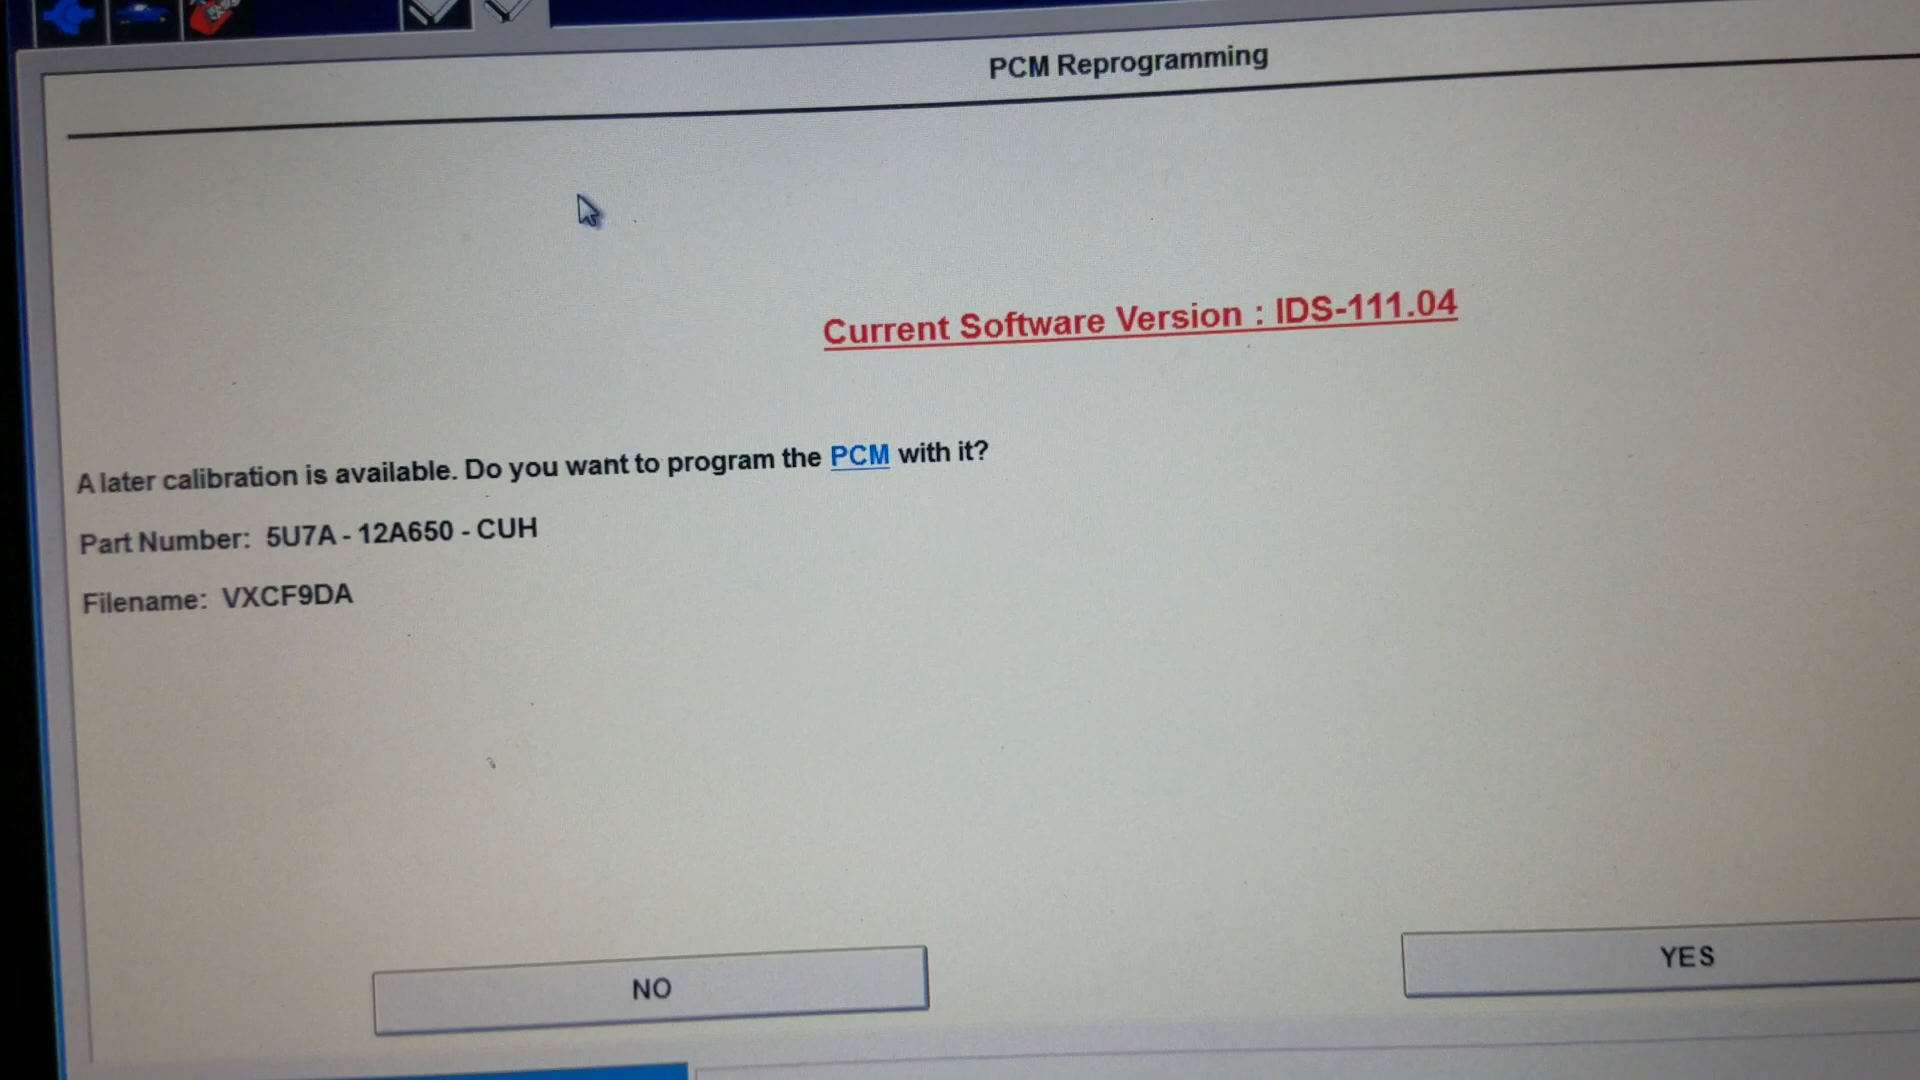 PCM Reprogramming
Current Software Version : IDS-111.04
A later calibration is available. Do you want to program the PCM with it?
Part Number: 5U7A - 12A650 - CUH
Filename: VXCF9DA
NO
YES